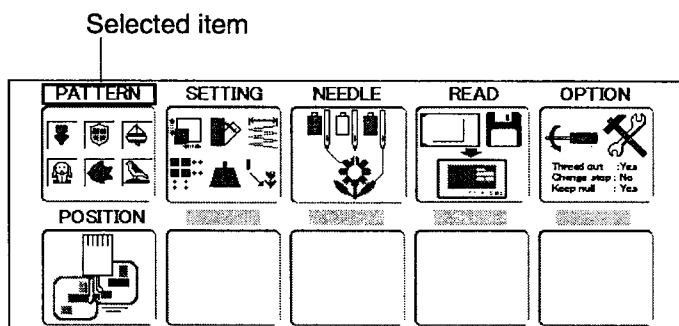 Selected item
PATTERN SETTING NEEDLE READ OPTION
Thread cut :Yes
Change stop : No
Keep null : Yes
POSITION